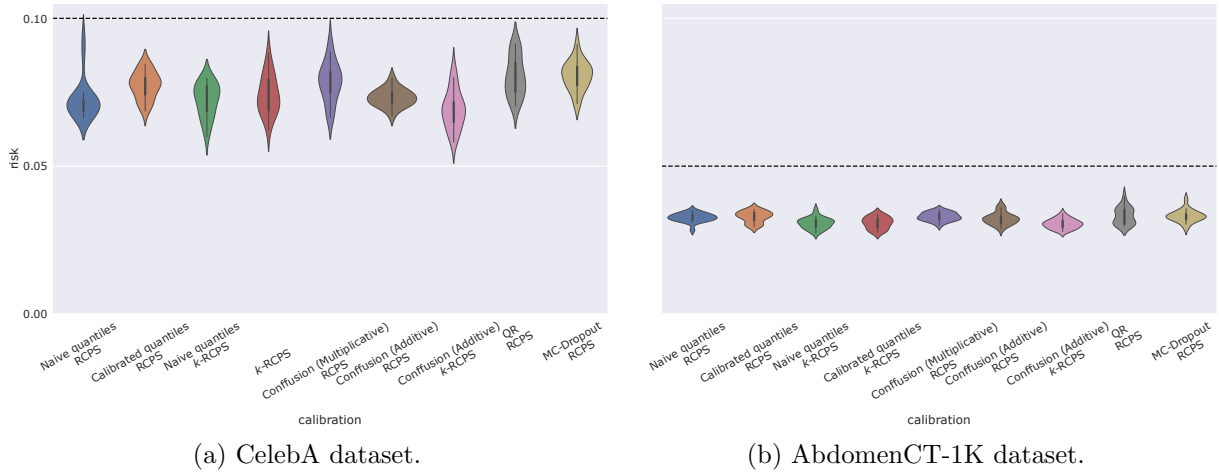 0.10
0.05
0.00
risk
Naive quantiles
RCPS
Calibrated quantiles
RCPS
Naive quantiles
k-RCPS
k-RCPS
Conffusion (Multiplicative)
RCPS
Conffusion (Additive)
RCPS
Conffusion (Additive)
k-RCPS
QR
RCPS
MC-Dropout
RCPS
calibration
(a) CelebA dataset.
Naive quantiles
RCPS
Calibrated quantiles
RCPS
Naive quantiles
k-RCPS
Calibrated quantiles
k-RCPS
Conffusion (Multiplicative)
RCPS
Conffusion (Additive)
RCPS
Conffusion (Additive)
k-RCPS
QR
RCPS
MC-Dropout
RCPS
calibration
(b) AbdomenCT-1K dataset.